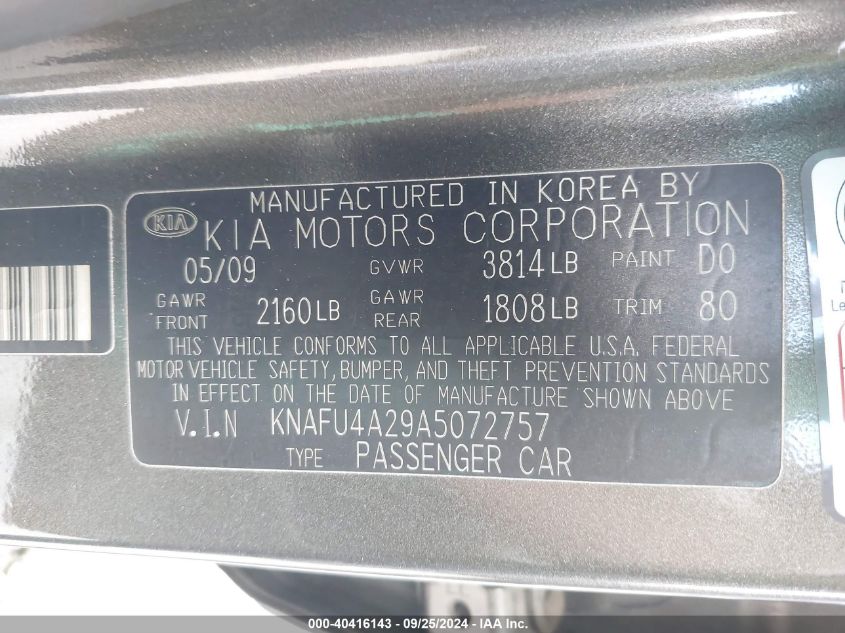 MANUFACTURED IN KOREA BY
KIA KIA MOTORS CORPORATION
05/09 GVWR 3814LB PAINT D0
GAWR FRONT 2160LB GAWR REAR 1808LB TRIM 80
THIS VEHICLE CONFORMS TO ALL APPLICABLE U.S.A. FEDERAL
MOTOR VEHICLE SAFETY, BUMPER, AND THEFT PREVENTION STANDARDS
IN EFFECT ON THE DATE OF MANUFACTURE SHOWN ABOVE.
V.I.N KNAFU4A29A5072757
TYPE PASSENGER CAR
000-40416143 - 09/25/2024 - IAAI.com